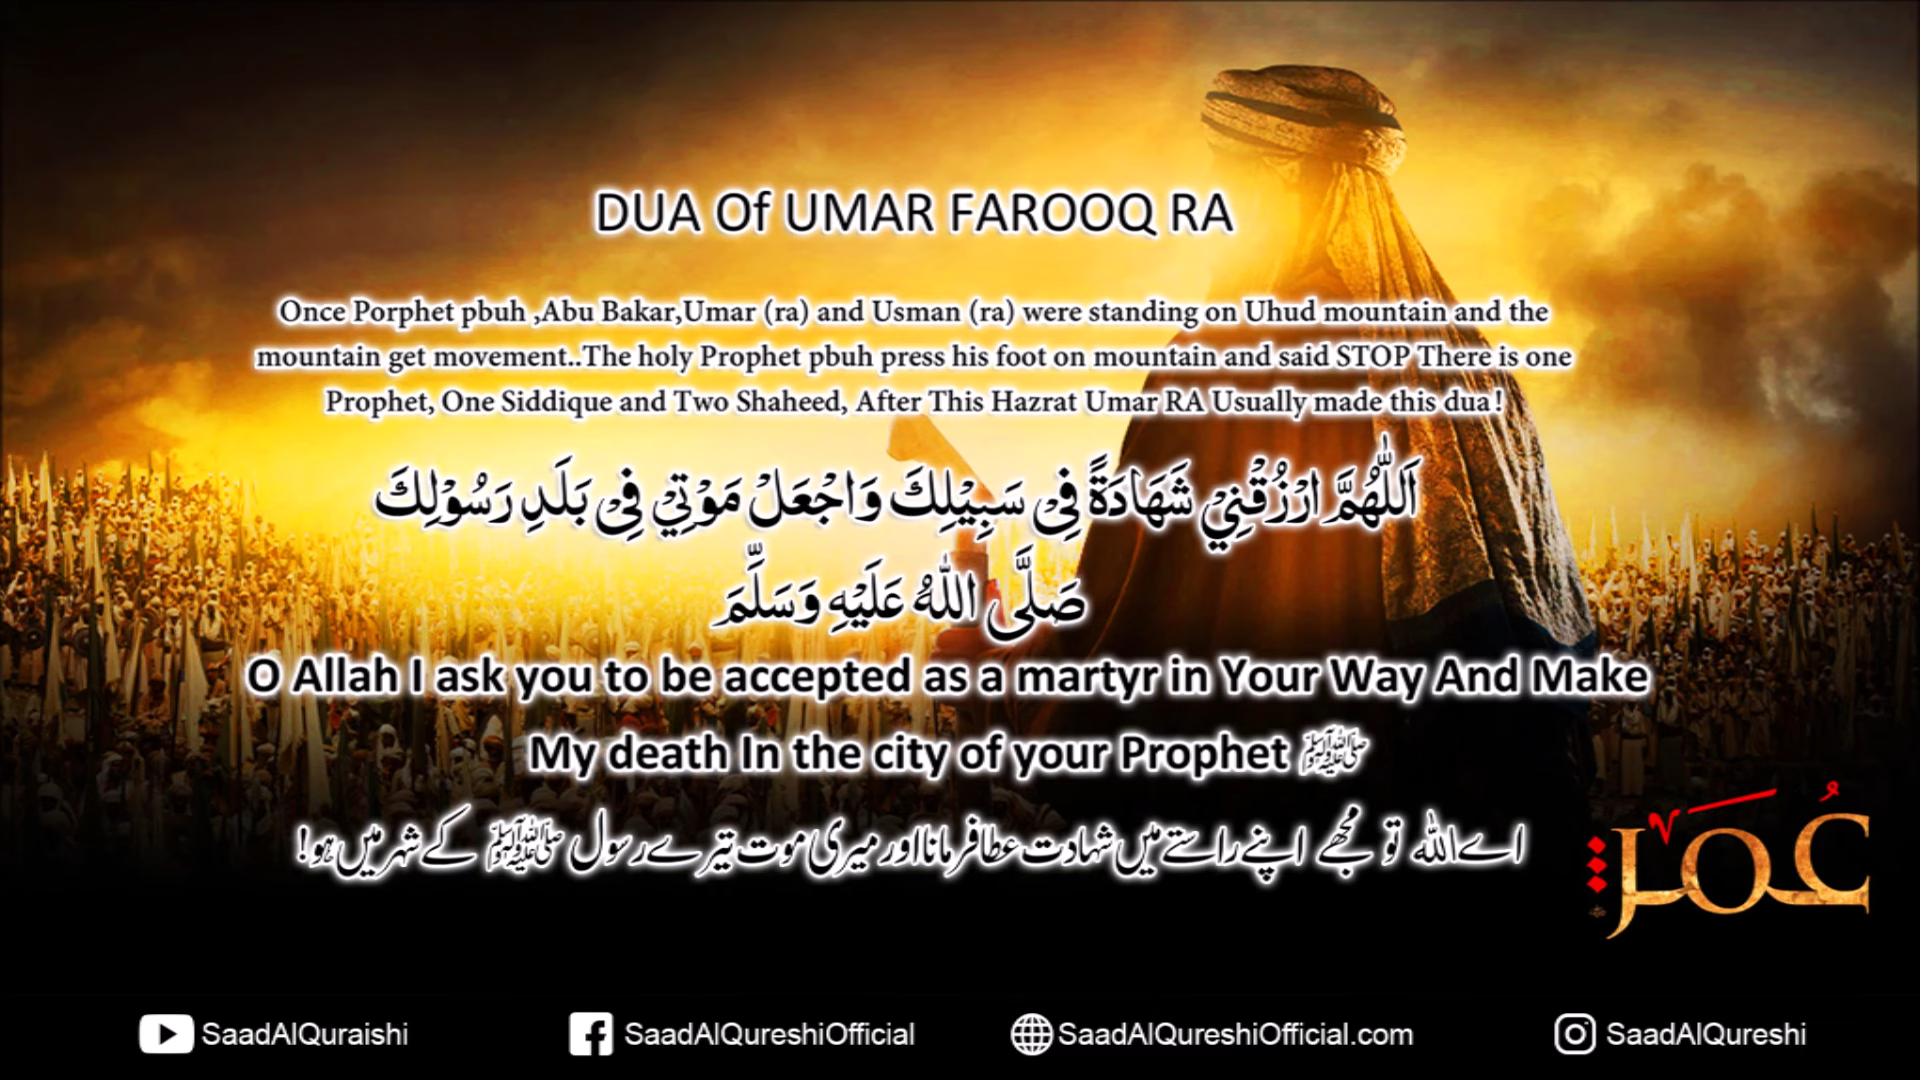 DUA Of UMAR FAROOQ RA
Once Porphet pbuh ,Abu Bakar,Umar (ra) and Usman (ra) were standing on Uhud mountain and the
mountain get movement..The holy Prophet pbuh press his foot on mountain and said STOP There is one
Prophet, One Siddique and Two Shaheed, After This Hazrat Umar RA Usually made this dua!
اَللّٰهُمَّ ارْزُقْنِيْ شَهَادَةً فِيْ سَبِيْلِكَ وَاجْعَلْ مَوْتِيْ فِيْ بَلَدِ رَسُوْلِكَ
صَلَّى اللهُ عَلَيْهِ وَسَلَّمَ
O Allah I ask you to be accepted as a martyr in Your Way And Make
My death In the city of your Prophet ﷺ
اے اللہ تو مجھے اپنے راستے میں شہادت عطا فرمانا اور میری موت تیرے رسول ﷺ کے شہر میں ہو!
عُمَر
SaadAlQuraishi
SaadAlQureshiOfficial
SaadAlQureshiOfficial.com
SaadAlQureshi